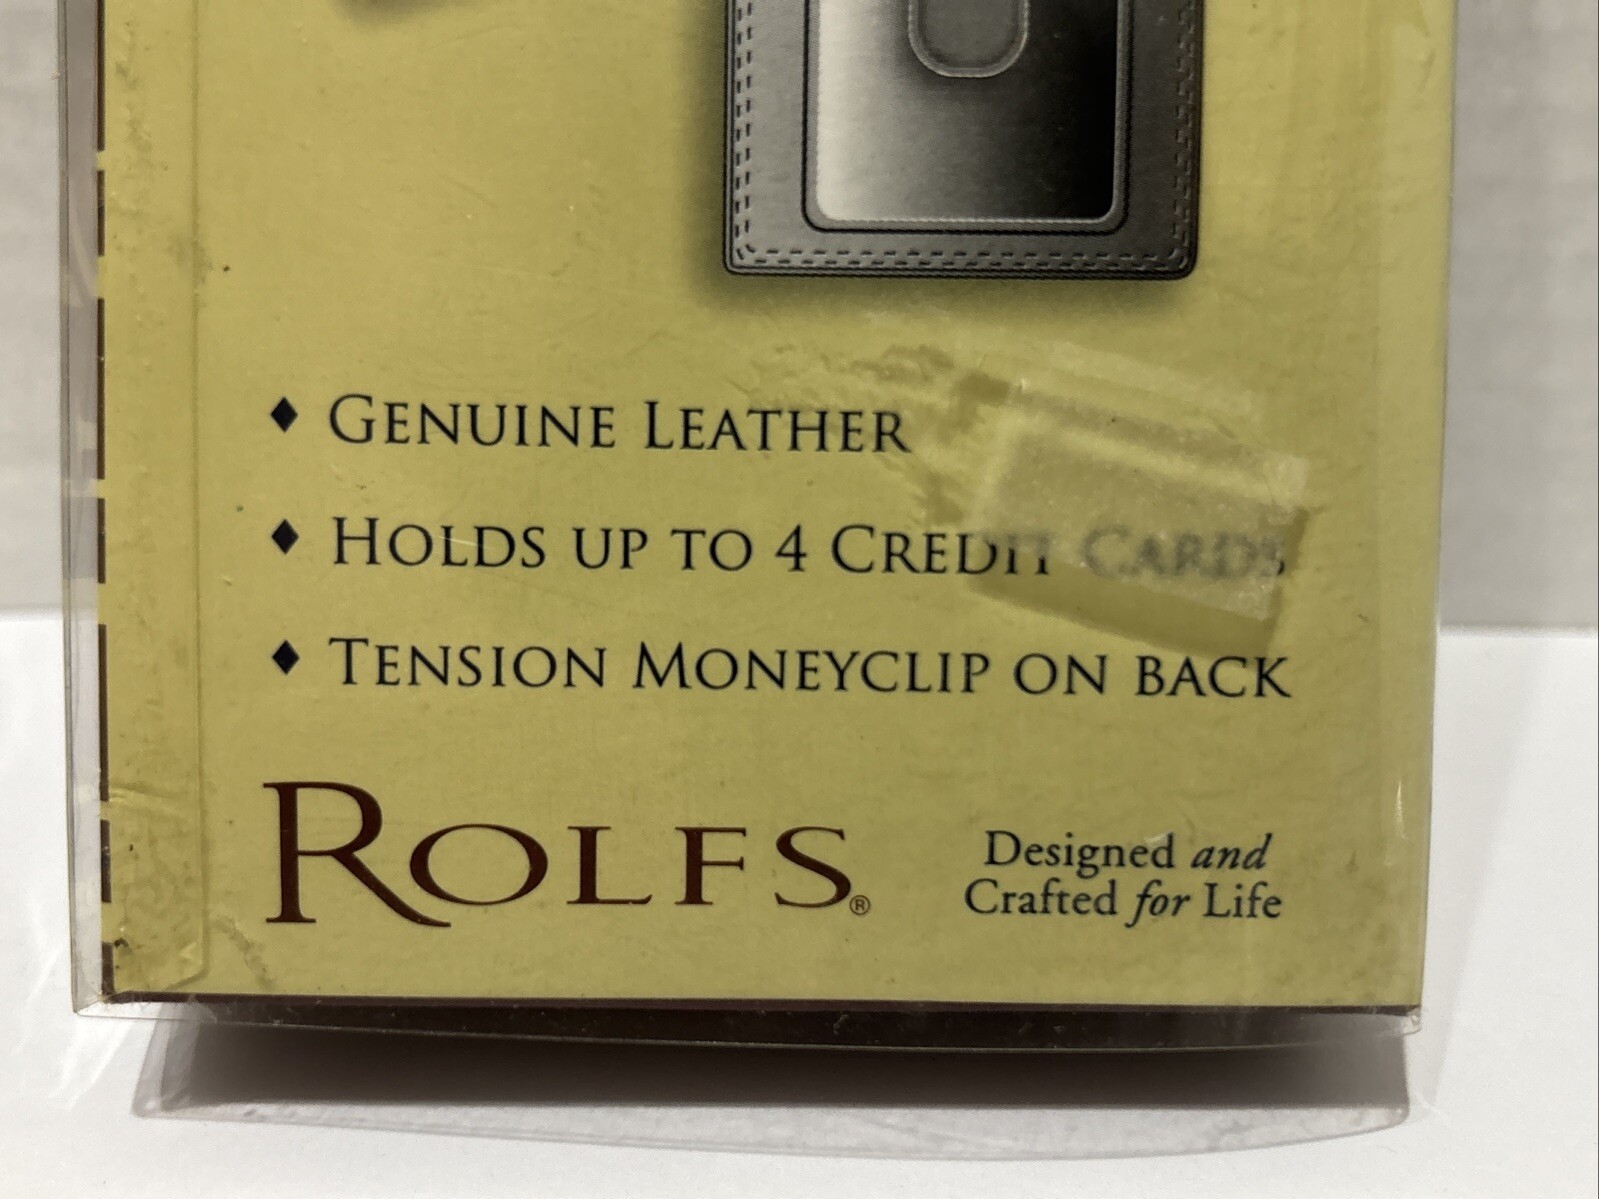 ♦ GENUINE LEATHER
♦ HOLDS UP TO 4 CREDIT CARDS
♦ TENSION MONEYCLIP ON BACK
ROLFS®
Designed and
Crafted for Life